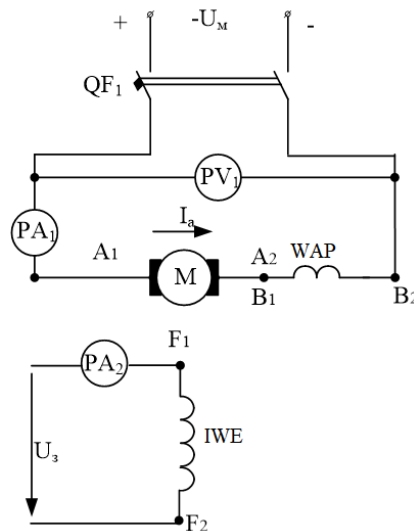 + -Uм -
QF1
PV1
PA1
Ia
A1 M A2 WAP
B1 B2
F1
PA2
Uз
IWE
F2